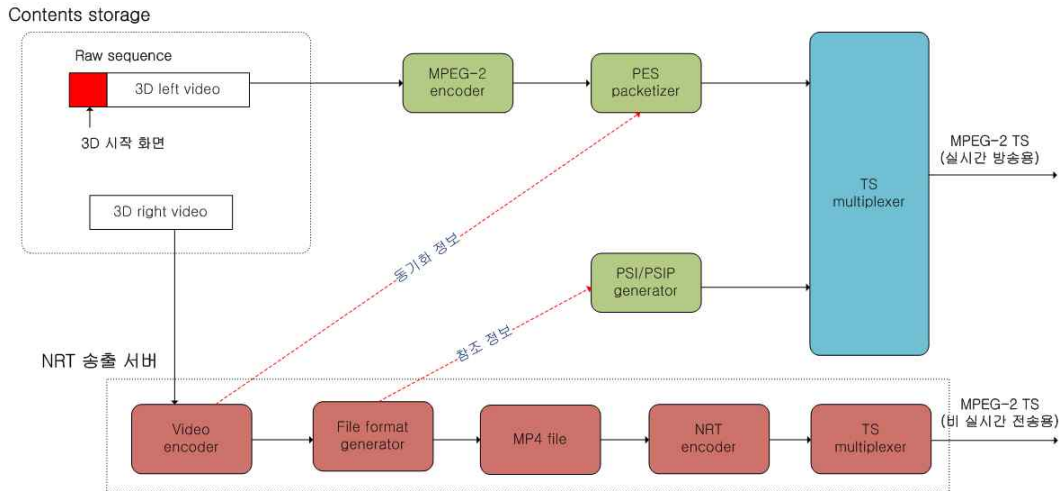 Contents storage
Raw sequence
3D left video
3D 시작 화면
3D right video
MPEG-2
encoder
PES
packetizer
TS
multiplexer
MPEG-2 TS
(실시간 방송용)
동기화 정보
PSI/PSIP
generator
참조 정보
NRT 송출 서버
Video
encoder
File format
generator
MP4 file
NRT
encoder
TS
multiplexer
MPEG-2 TS
(비 실시간 전송용)